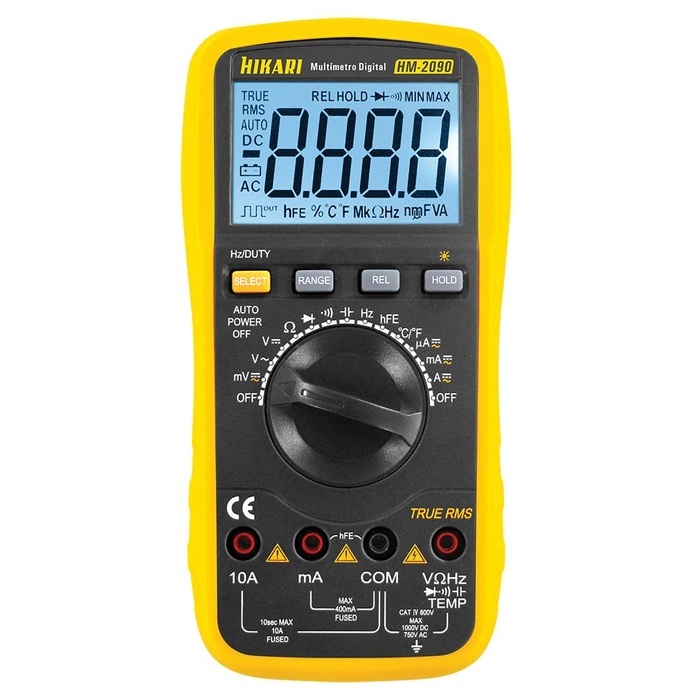 HIKARI Multímetro Digital HM-2090
TRUE RMS REL HOLD MIN MAX
AUTO
DC
8.8.8.8
AC
OUT hFE % °C °F MkΩHz nmµF VA
Hz/DUTY
SELECT RANGE REL HOLD
AUTO POWER OFF
OFF mV V~ V Ω Hz hFE °C/°F µA mA A OFF
CE TRUE RMS
hFE
10A mA COM VΩHz
TEMP
MAX
400mA
FUSED
10sec MAX
10A
FUSED
CAT IV 600V
MAX
1000V DC
750V AC